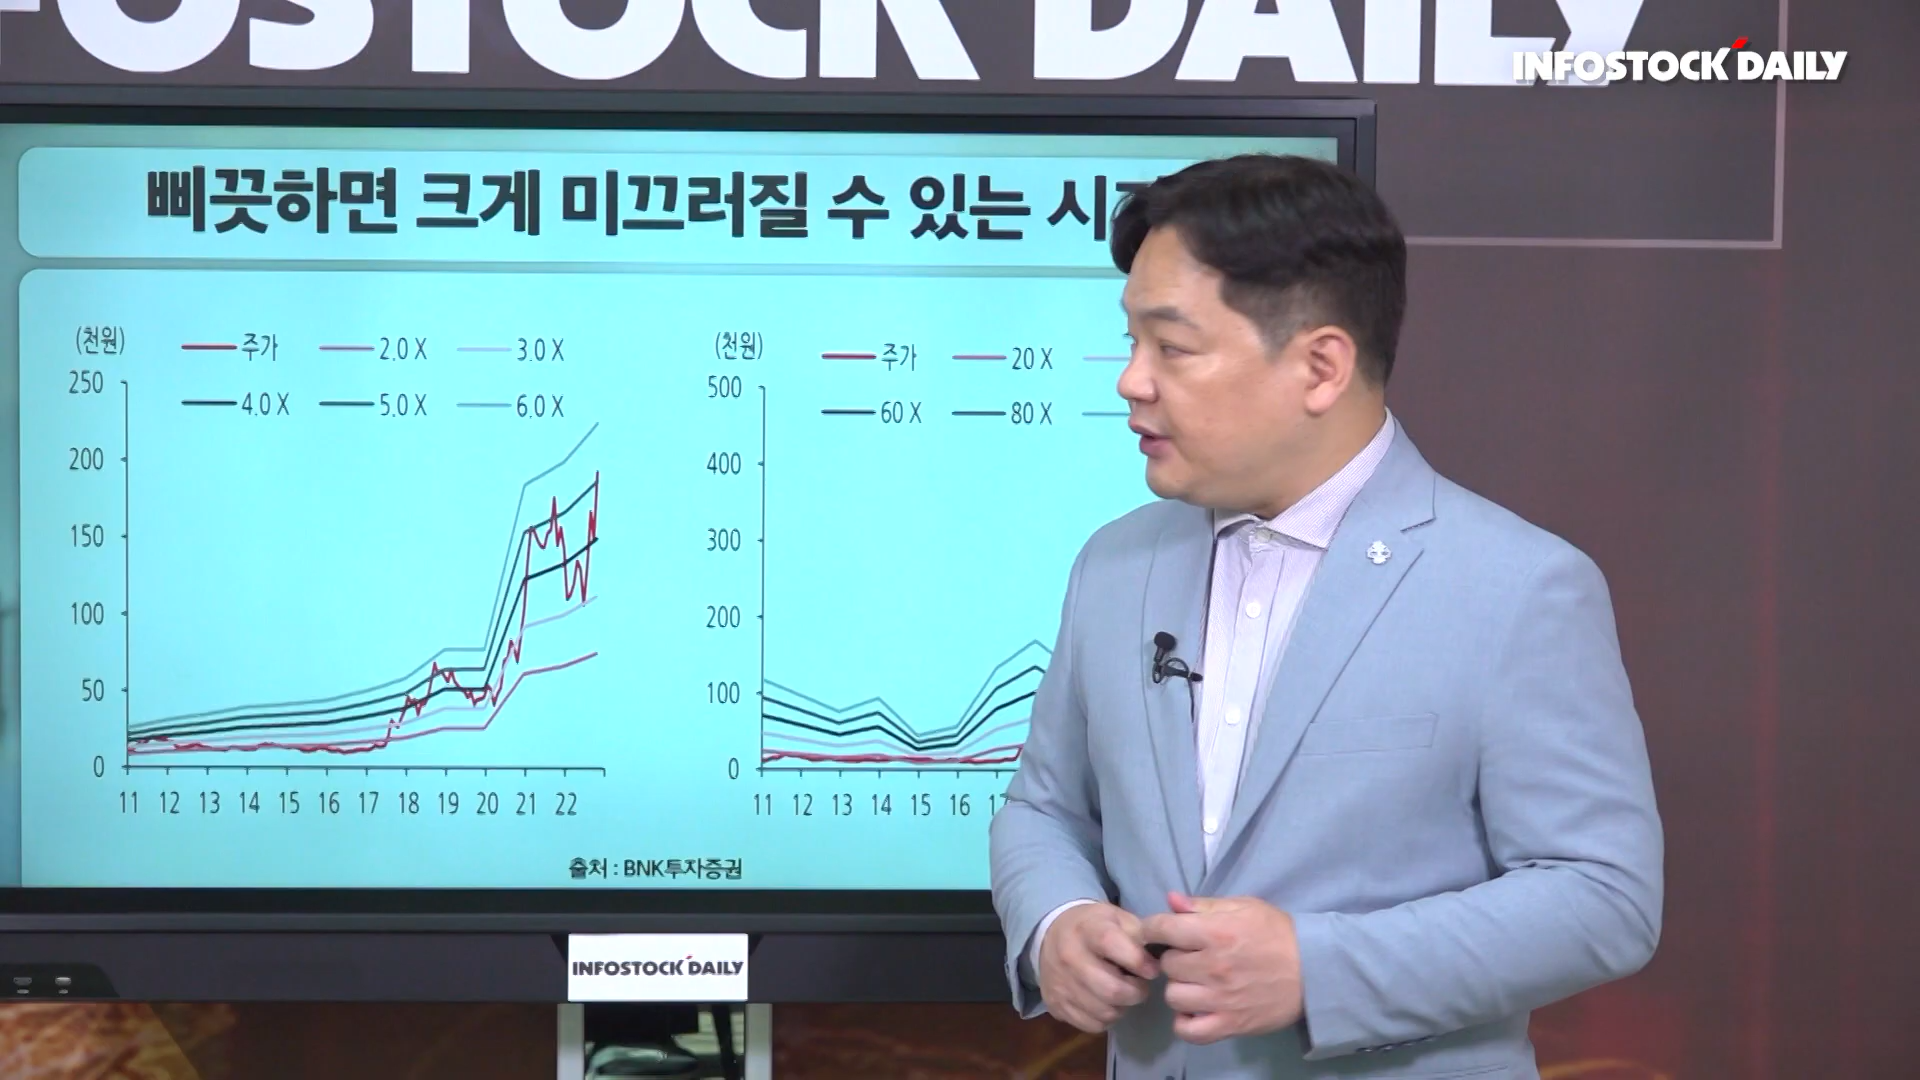 INFOSTOCK DAILY
INFOSTOCK DAILY
삐끗하면 크게 미끄러질 수 있는
(천원)
주가 2.0 X 3.0 X
4.0 X 5.0 X 6.0 X
250
200
150
100
50
0
11 12 13 14 15 16 17 18 19 20 21 22
(천원)
주가 20 X
60 X 80 X
500
400
300
200
100
0
11 12 13 14 15 16
출처 : BNK투자증권
INFOSTOCK DAILY